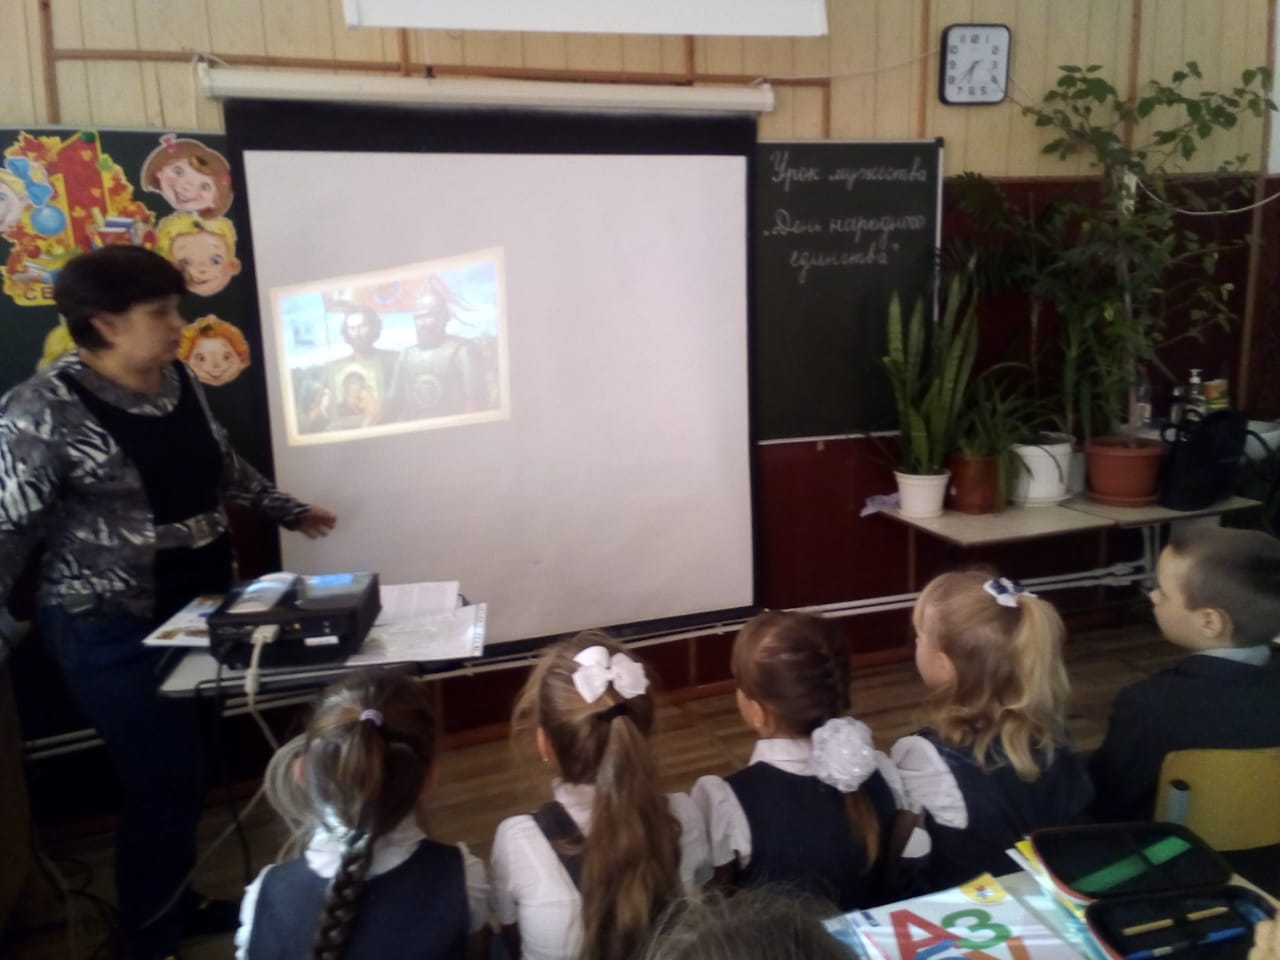 Урок мужества
„День народного
единства"